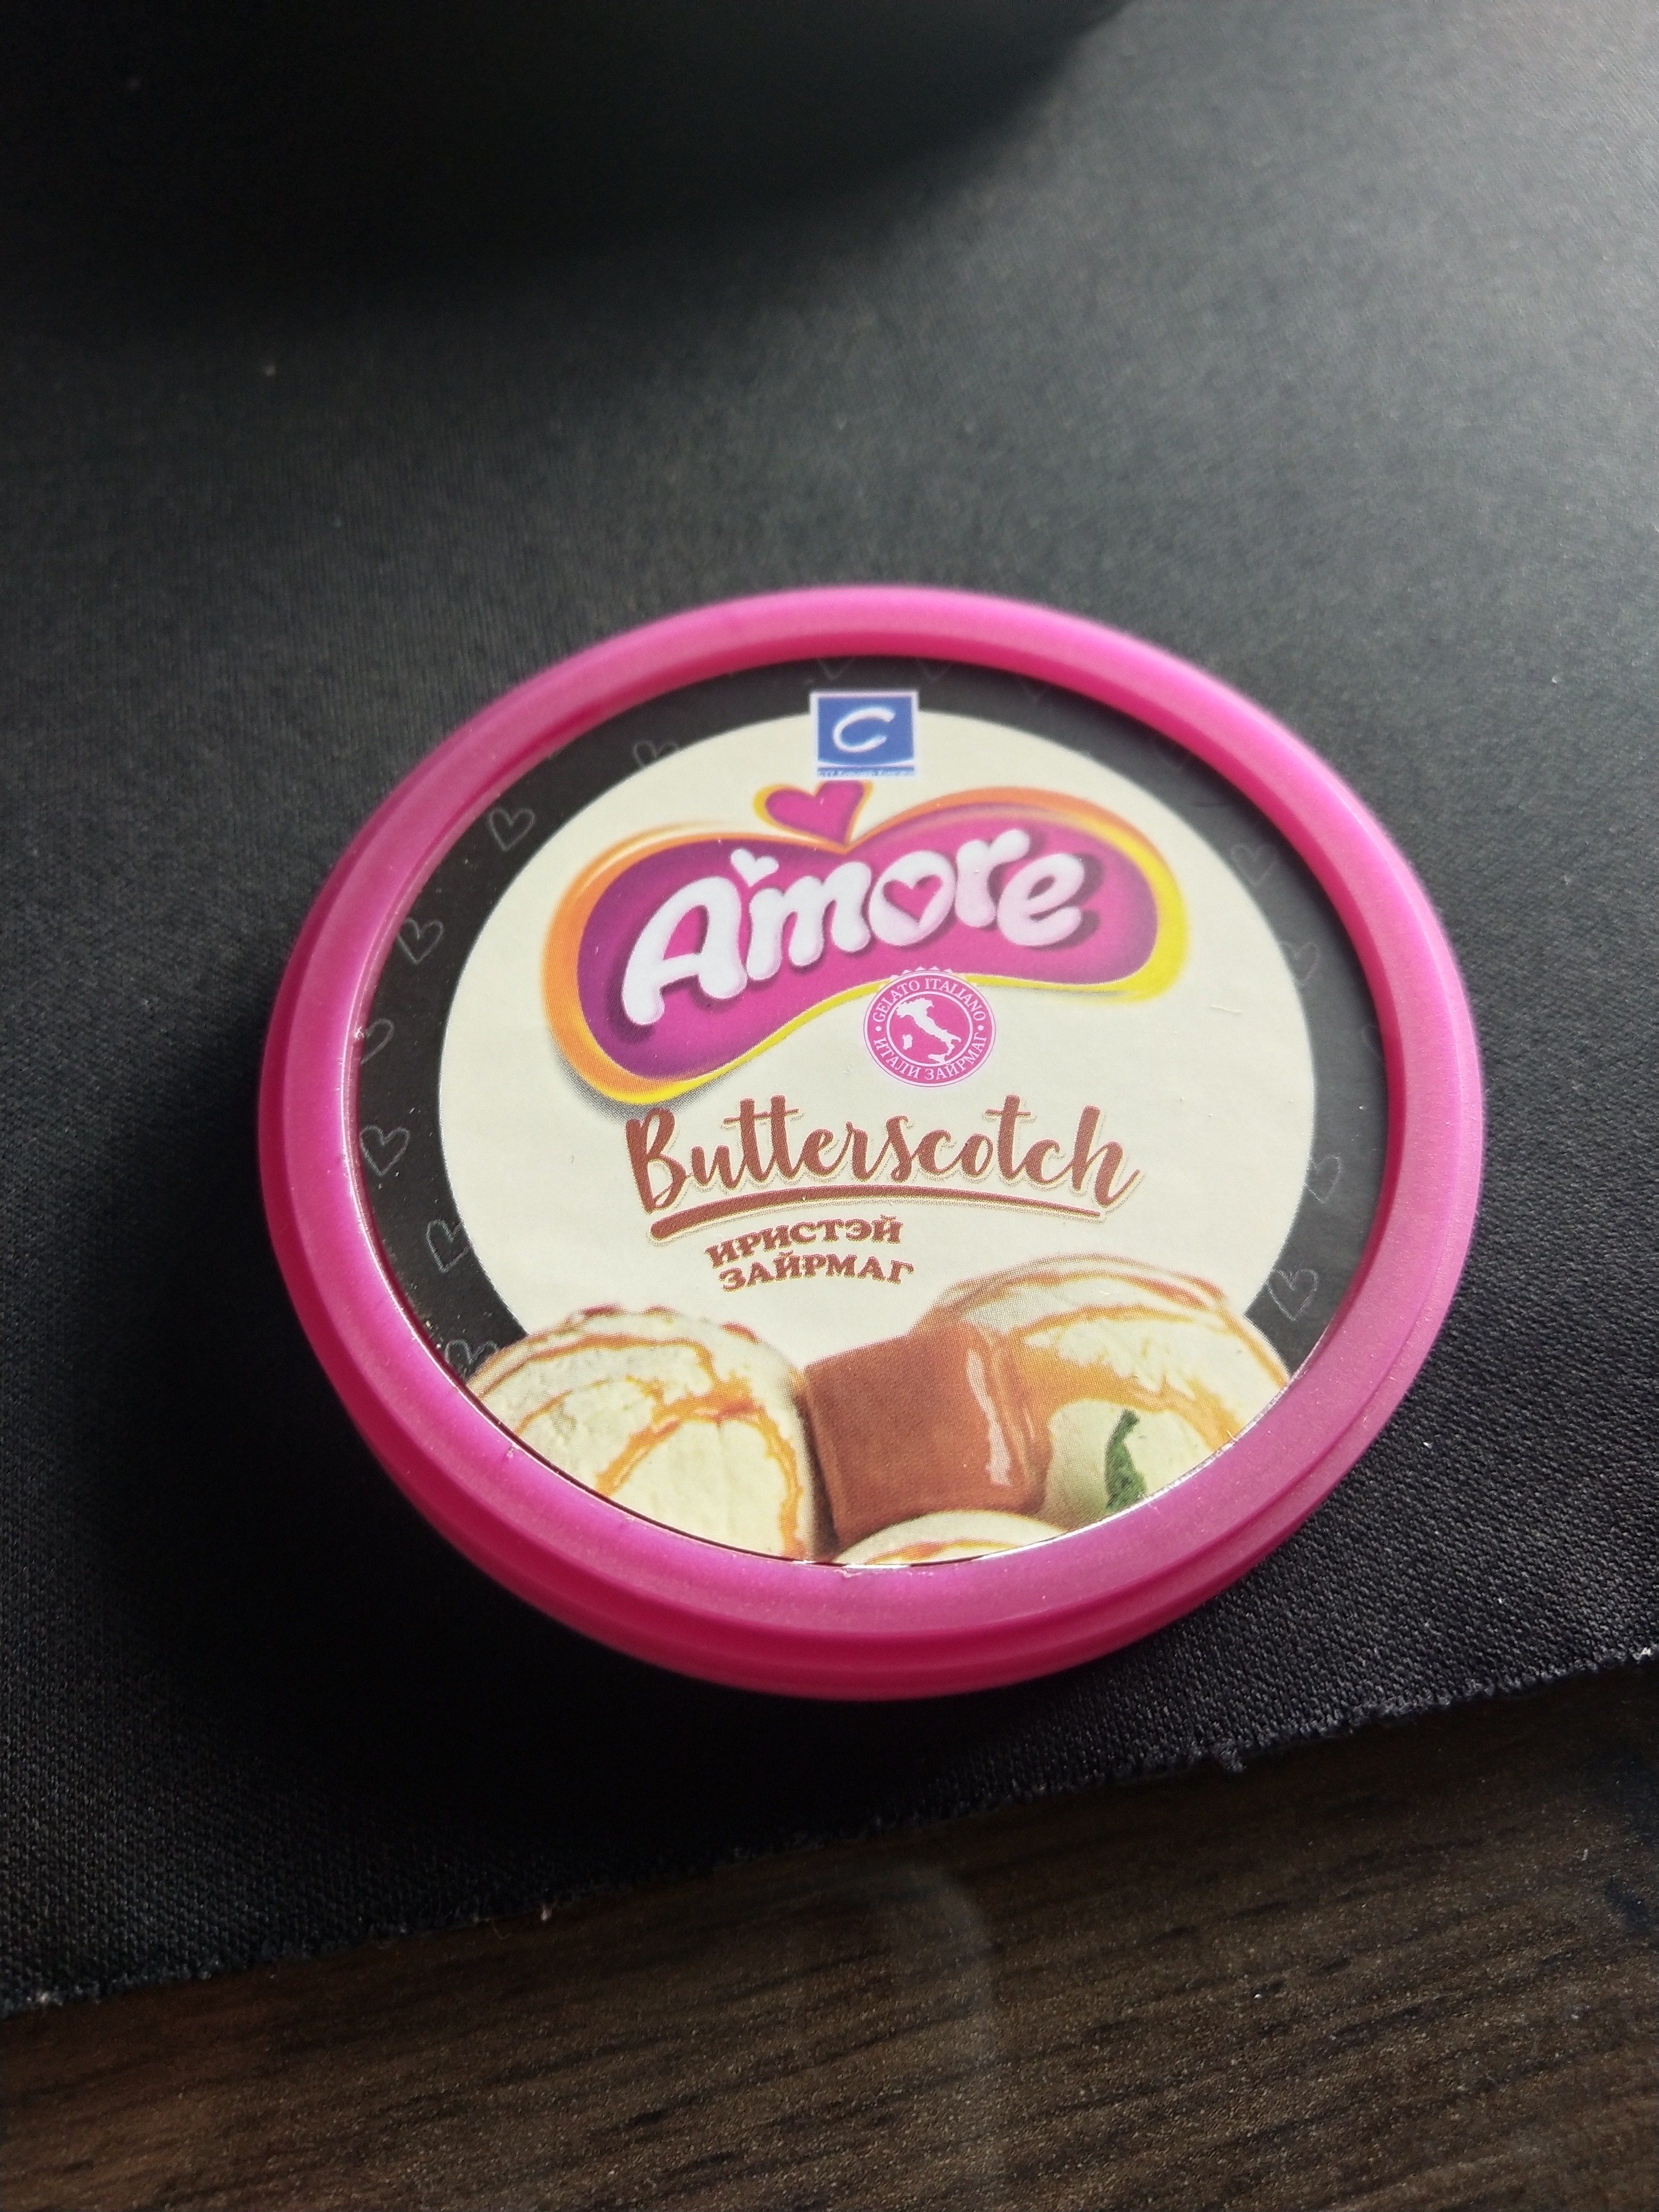 C
Amore
GELATO ITALIANO
ИТАЛИ ЗАЙРМАГ
Butterscotch
ИРИСТЭЙ
ЗАЙРМАГ